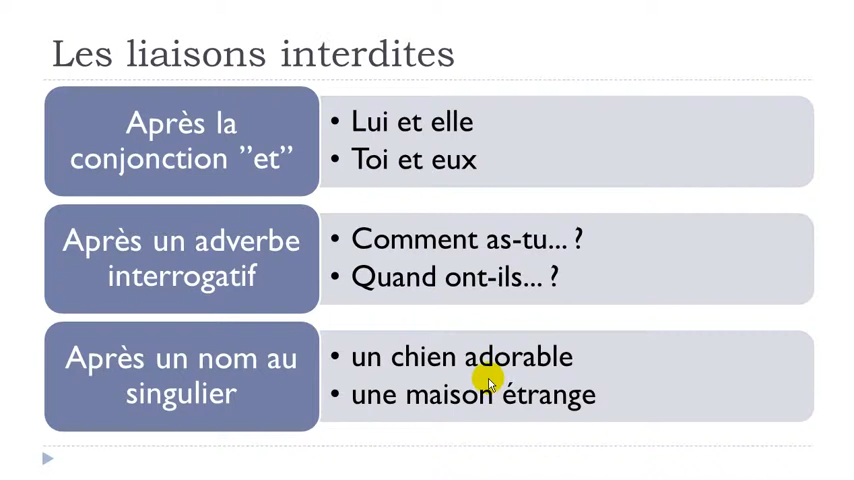 Les liaisons interdites
Après la
conjonction ”et”
• Lui et elle
• Toi et eux
Après un adverbe
interrogatif
• Comment as-tu... ?
• Quand ont-ils... ?
Après un nom au
singulier
• un chien adorable
• une maison étrange